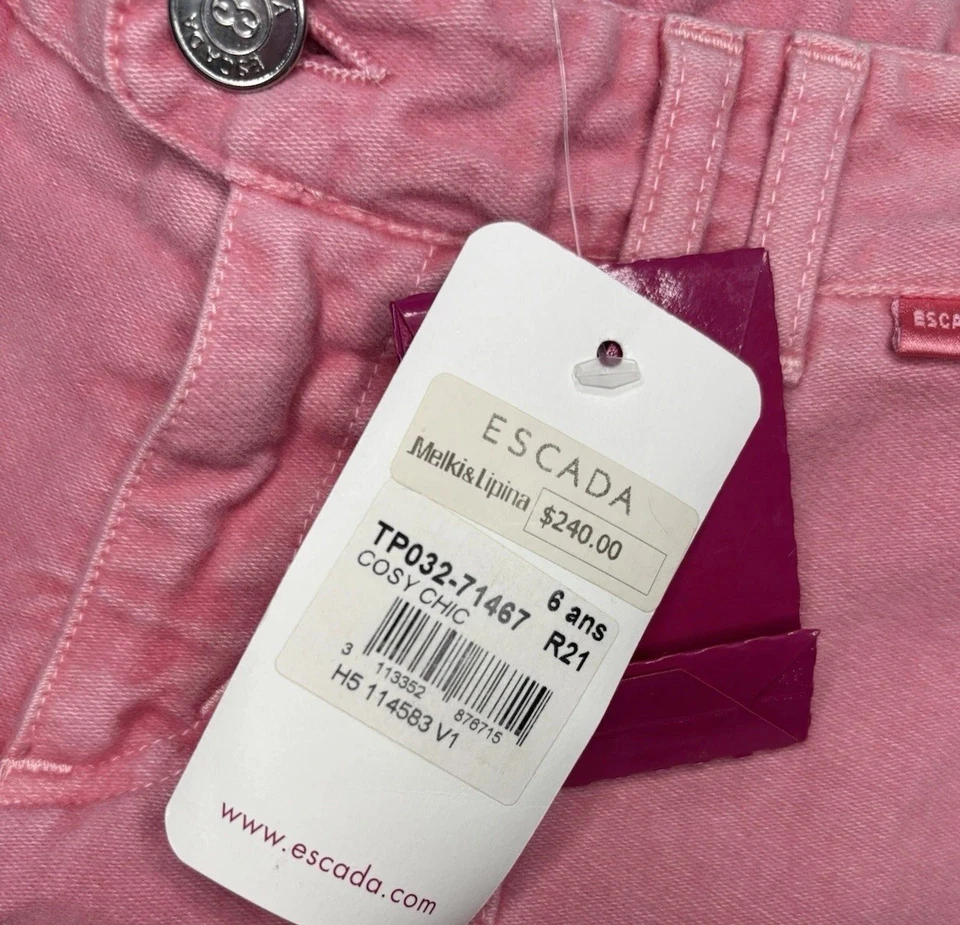 ESCADA
ESCA
ESCADA
Melki&Lipina
$240.00
TP032-71467 6 ans
COSY CHIC R21
3 113352 876715
H5 114583 V1
www.escada.com